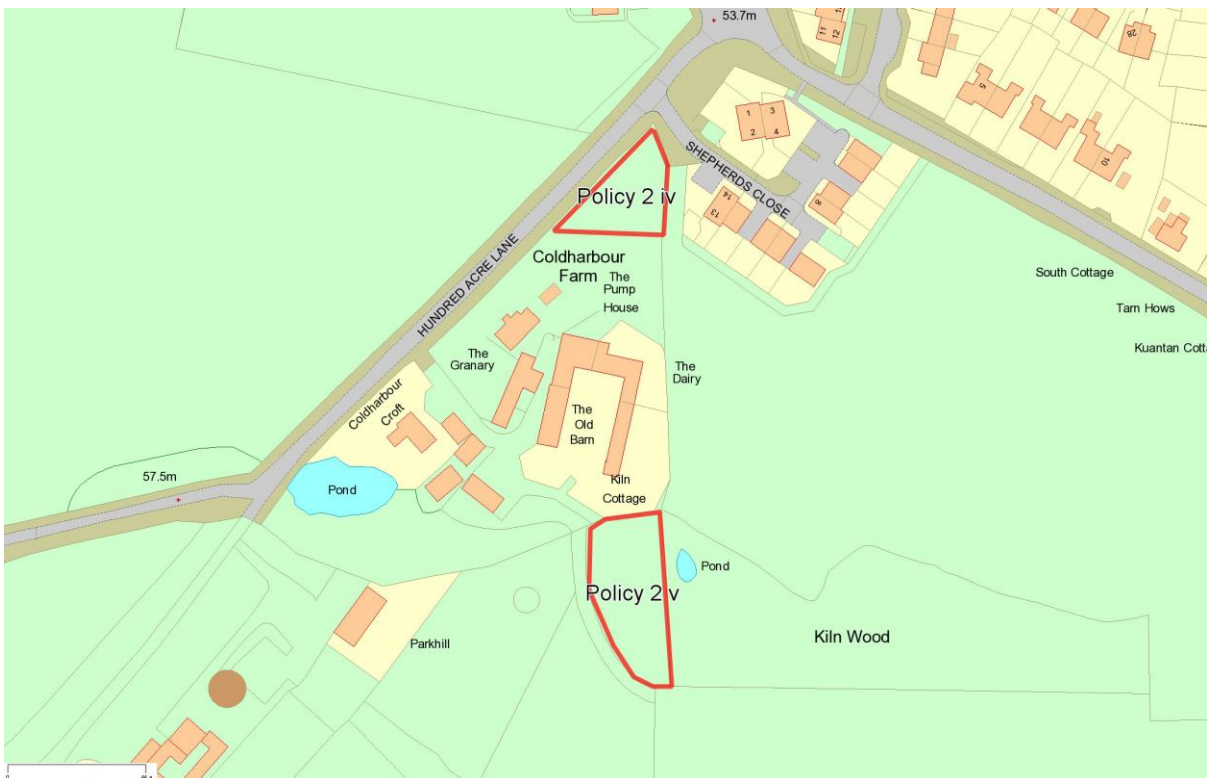 53.7m
11
12
28
5
10
1
3
2
4
SHEPHERDS CLOSE
8
14
13
Policy 2 iv
HUNDRED ACRE LANE
Coldharbour
Farm
The
Pump
House
South Cottage
Tarn Hows
The
Granary
The
Dairy
Coldharbour
Croft
The
Old
Barn
57.5m
Pond
Kiln
Cottage
Pond
Policy 2 v
Kiln Wood
Parkhill